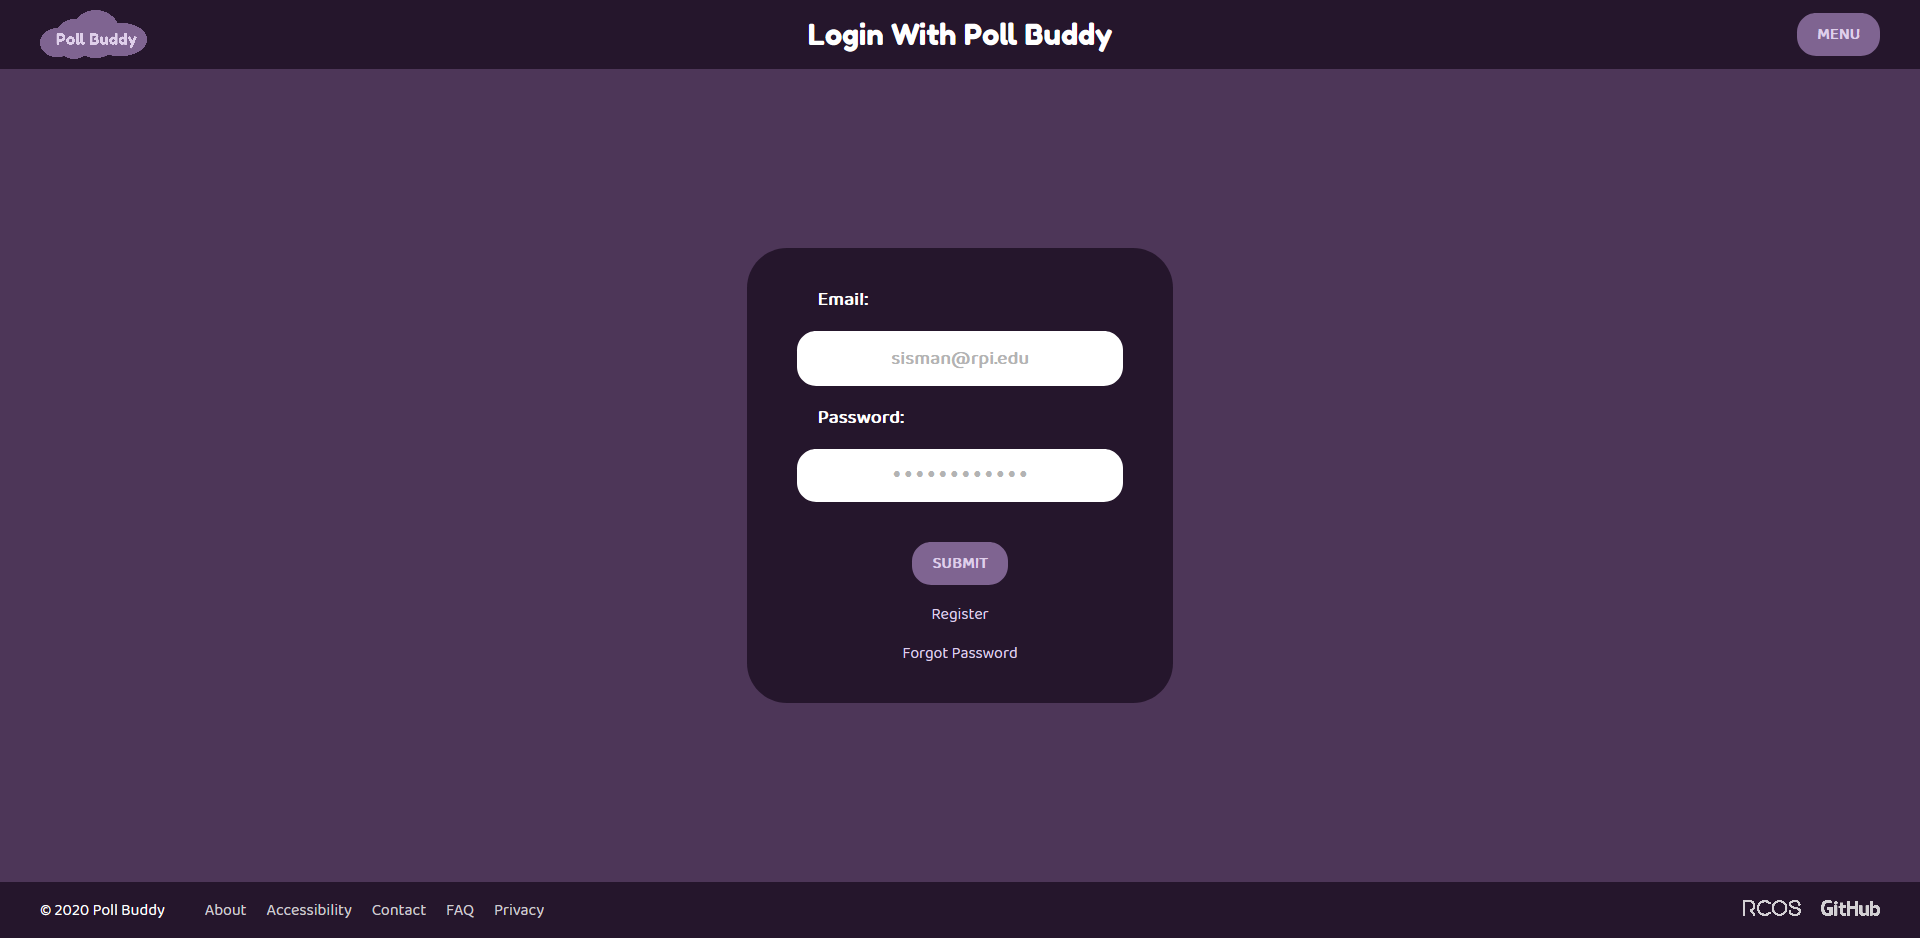 Poll Buddy
Login With Poll Buddy
MENU
Email:
sisman@rpi.edu
Password:
••••••••••••
SUBMIT
Register
Forgot Password
© 2020 Poll Buddy
About
Accessibility
Contact
FAQ
Privacy
RCOS
GitHub